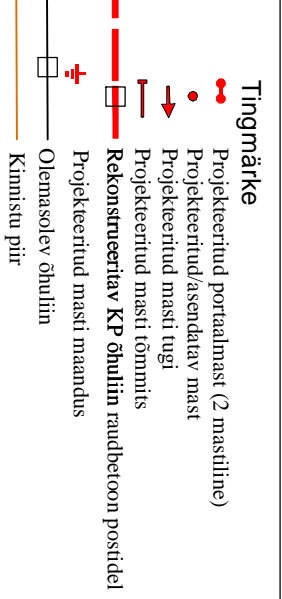 Tingmärke
Projekteeritud portaalmast (2 mastiline)
Projekteeritud/asendatav mast
Projekteeritud masti tugi
Projekteeritud masti tõmmits
Rekonstrueeritav KP õhuliin raudbetoon postidel
Projekteeritud masti maandus
Olemasolev õhuliin
Kinnistu piir